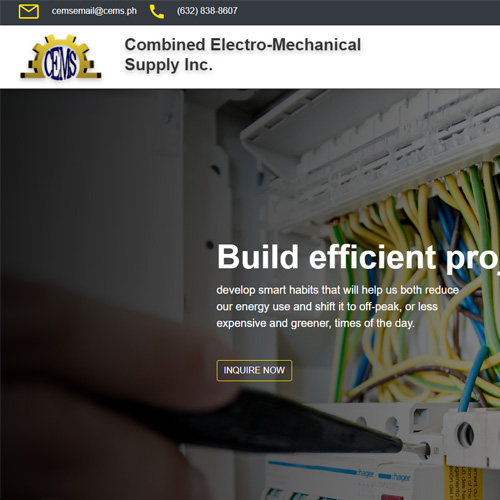 cemsemail@cems.ph (632) 838-8607
CEMS
Combined Electro-Mechanical
Supply Inc.
Build efficient pro
develop smart habits that will help us both reduce
our energy use and shift it to off-peak, or less
expensive and greener, times of the day.
INQUIRE NOW
hager